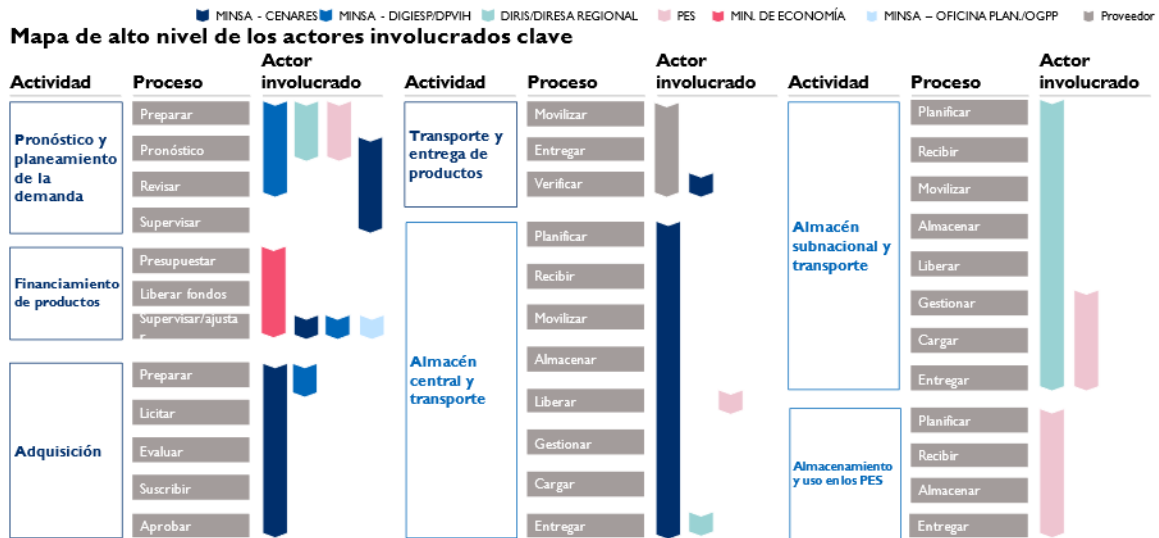 MINSA - CENARES MINSA - DIGIESP/DPVIH DIRIS/DIRESA REGIONAL PES MIN. DE ECONOMÍA MINSA – OFICINA PLAN./OGPP Proveedor
Mapa de alto nivel de los actores involucrados clave
Actividad Proceso Actor involucrado
Pronóstico y
planeamiento
de la
demanda
Preparar
Pronóstico
Revisar
Supervisar
Financiamiento
de productos
Presupuestar
Liberar fondos
Supervisar/ajusta
r
Adquisición
Preparar
Licitar
Evaluar
Suscribir
Aprobar
Actividad Proceso Actor involucrado
Transporte y
entrega de
productos
Movilizar
Entregar
Verificar
Almacén
central y
transporte
Planificar
Recibir
Movilizar
Almacenar
Liberar
Gestionar
Cargar
Entregar
Actividad Proceso Actor involucrado
Almacén
subnacional y
transporte
Planificar
Recibir
Movilizar
Almacenar
Liberar
Gestionar
Cargar
Entregar
Almacenamiento
y uso en los PES
Planificar
Recibir
Almacenar
Entregar